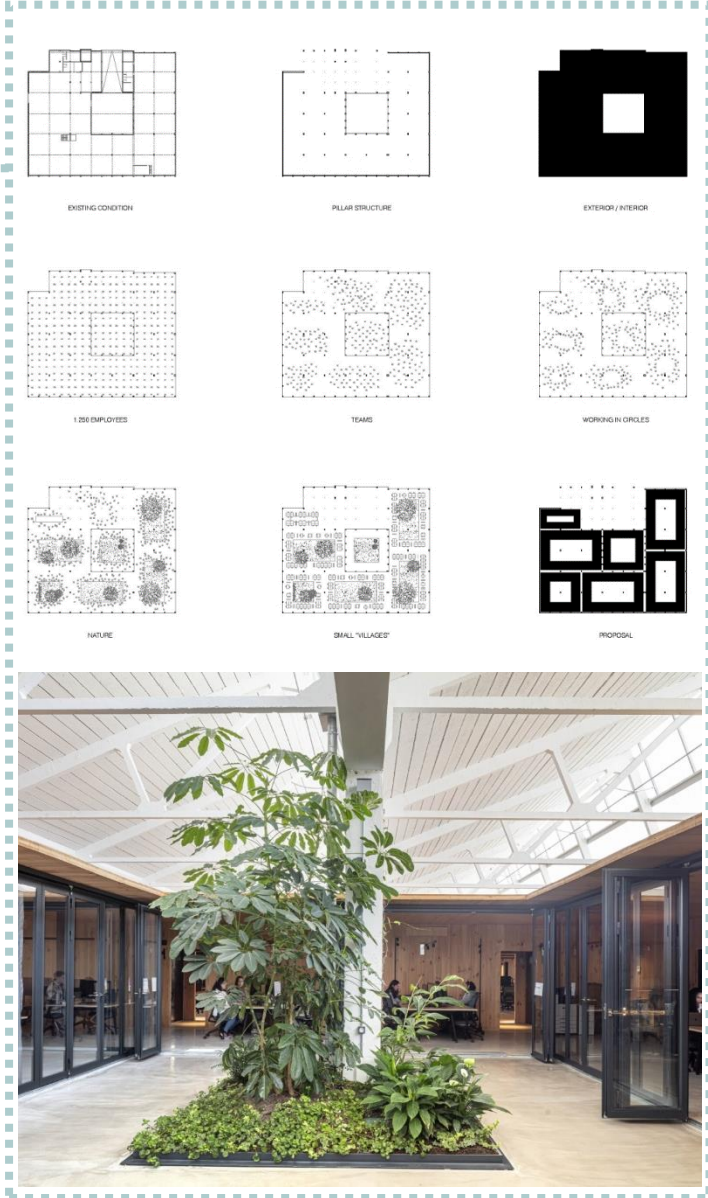 EXISTING CONDITION
PILLAR STRUCTURE
EXTERIOR / INTERIOR
1:250 EMPLOYEES
TEAMS
WORKING IN CIRCLES
NATURE
SMALL "VILLAGES"
PROPOSAL